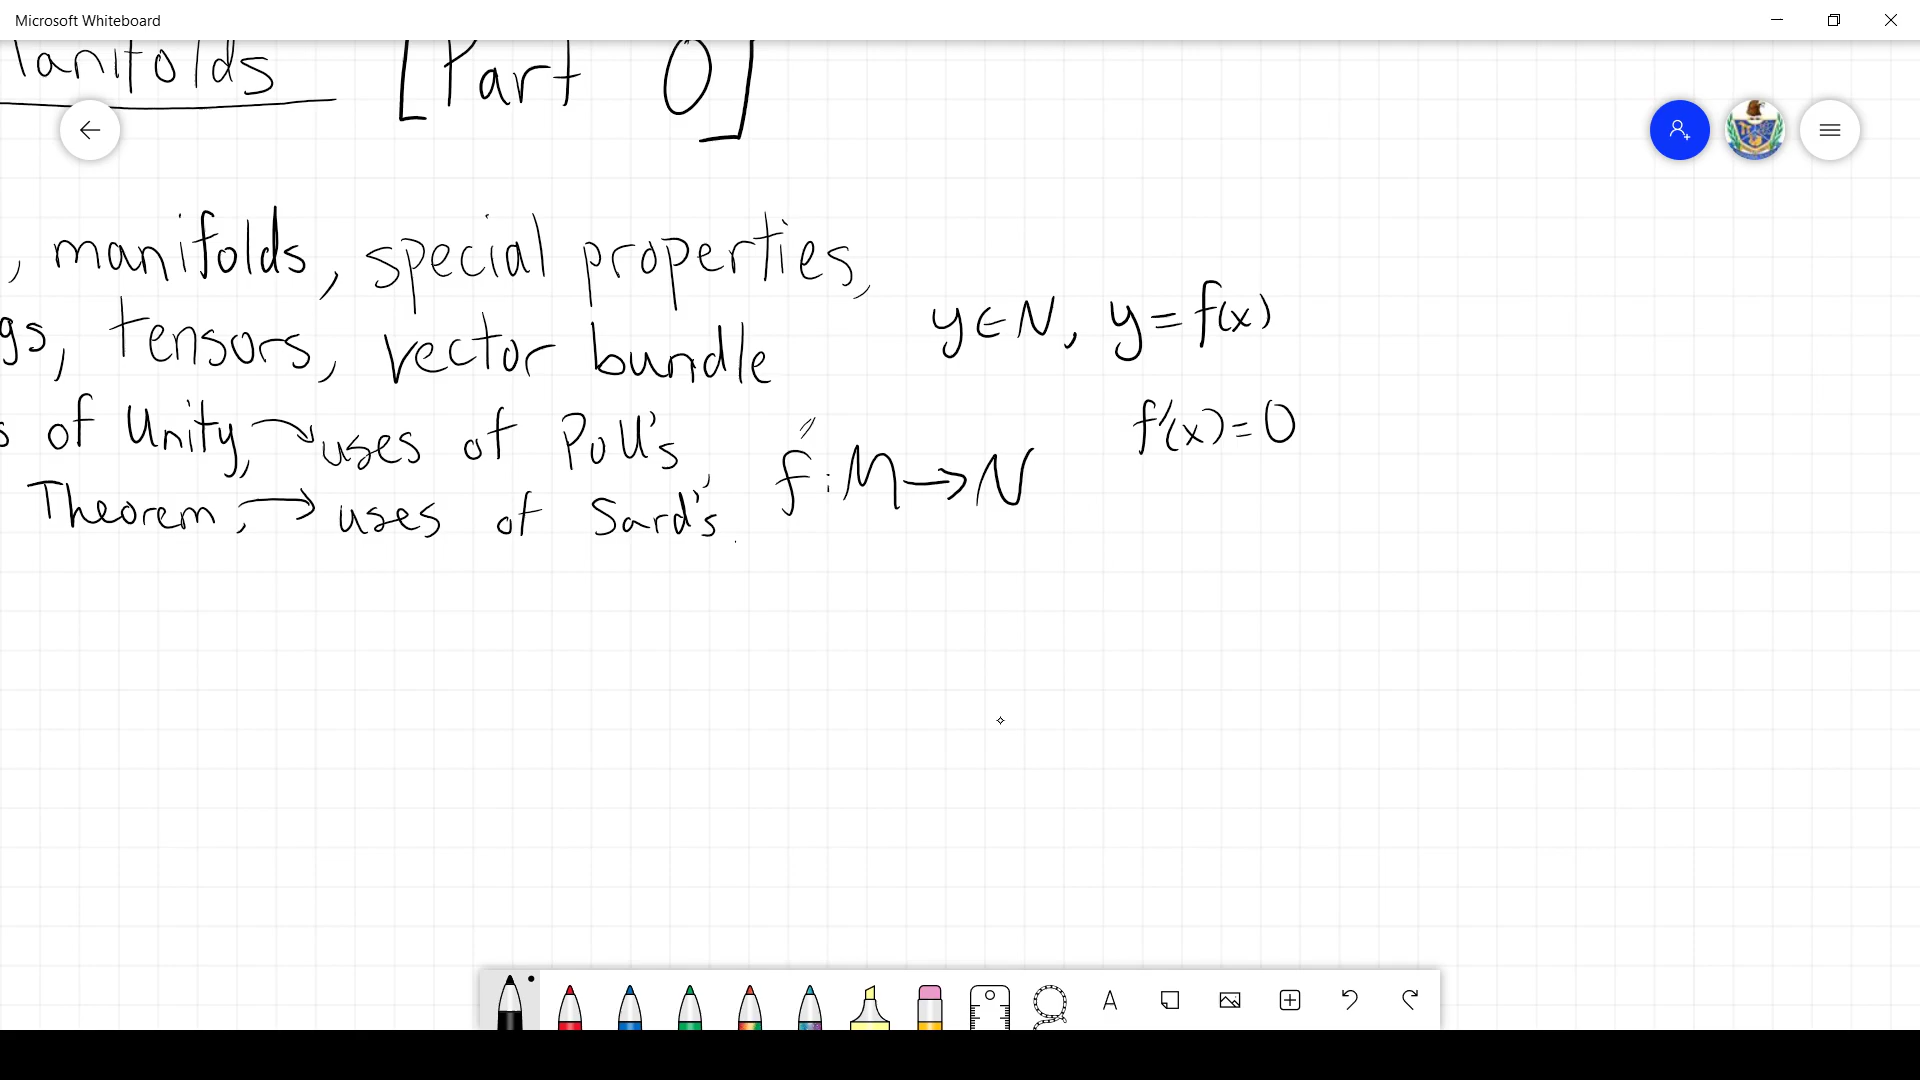 Microsoft Whiteboard
Manifolds [Part 0]
, manifolds, special properties,
gs, tensors, vector bundle
y∈N, y=f(x)
s of Unity, → uses of PoU's,
f'(x)=0
f:M→N
Theorem, → uses of Sard's.
A